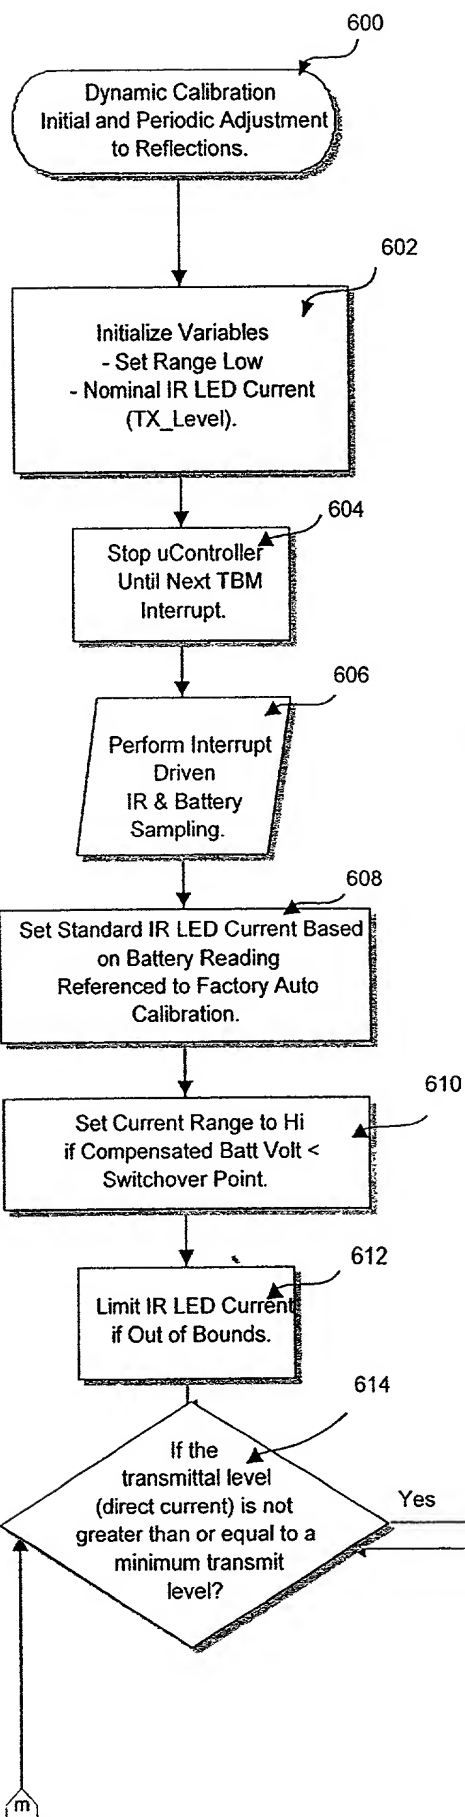 600
Dynamic Calibration
Initial and Periodic Adjustment
to Reflections.
602
Initialize Variables
- Set Range Low
- Nominal IR LED Current
(TX_Level).
604
Stop uController
Until Next TBM
Interrupt.
606
Perform Interrupt
Driven
IR & Battery
Sampling.
608
Set Standard IR LED Current Based
on Battery Reading
Referenced to Factory Auto
Calibration.
610
Set Current Range to Hi
if Compensated Batt Volt <
Switchover Point.
612
Limit IR LED Current
if Out of Bounds.
614
If the
transmittal level
(direct current) is not
greater than or equal to a
minimum transmit
level?
Yes
m